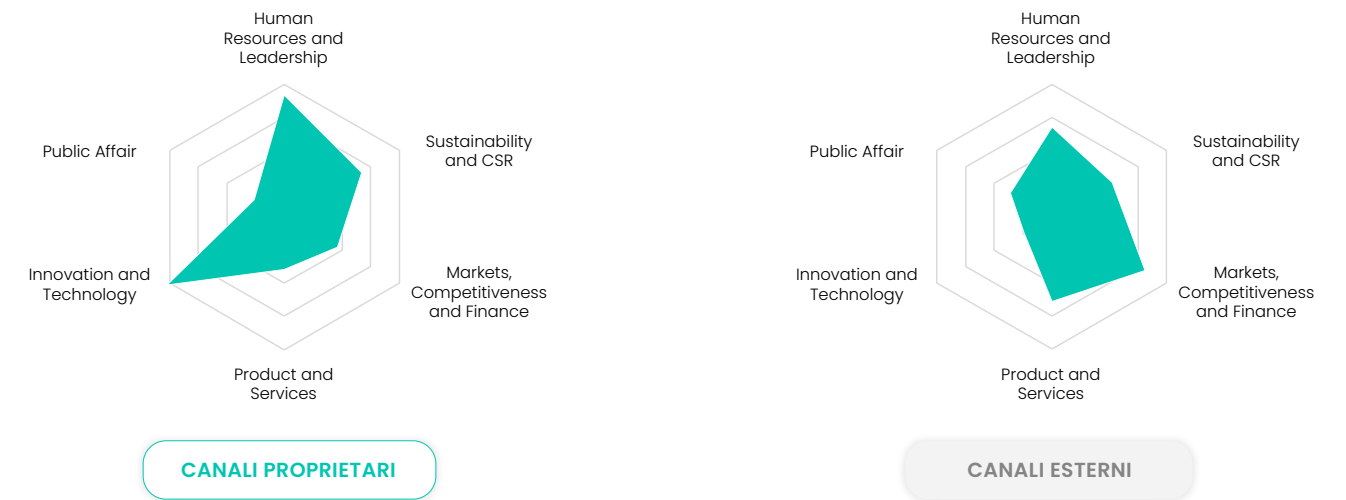 Human
Resources and
Leadership
Sustainability
and CSR
Markets,
Competitiveness
and Finance
Product and
Services
Innovation and
Technology
Public Affair
CANALI PROPRIETARI
Human
Resources and
Leadership
Sustainability
and CSR
Markets,
Competitiveness
and Finance
Product and
Services
Innovation and
Technology
Public Affair
CANALI ESTERNI